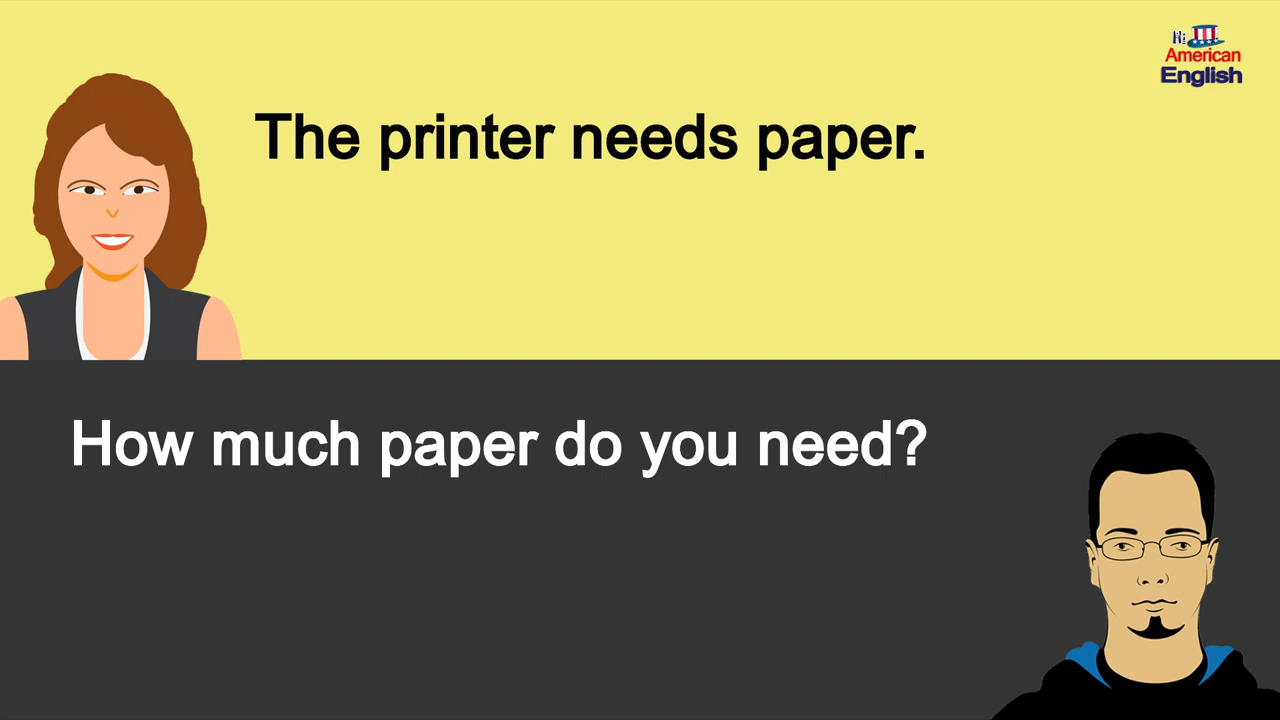 Hi
American
English
The printer needs paper.
How much paper do you need?